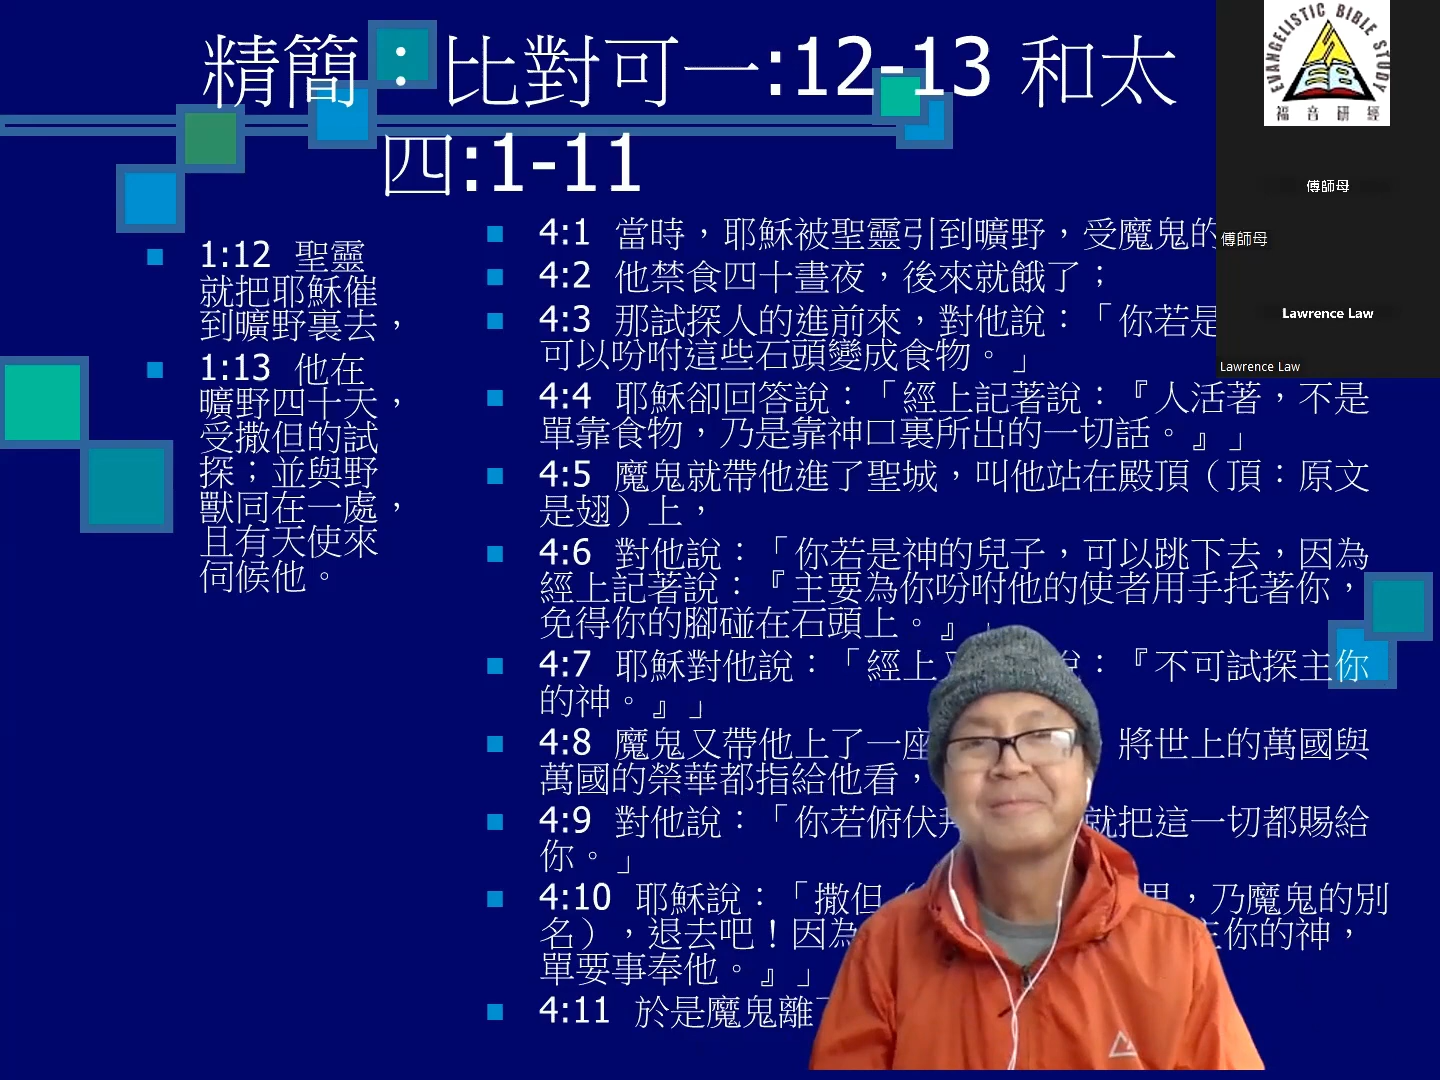 精簡：比對可一:12-13 和太
四:1-11
1:12 聖靈
就把耶穌催
到曠野裏去，
1:13 他在
曠野四十天，
受撒但的試
探；並與野
獸同在一處，
且有天使來
伺候他。
4:1 當時，耶穌被聖靈引到曠野，受魔鬼的
4:2 他禁食四十晝夜，後來就餓了；
4:3 那試探人的進前來，對他說：「你若是
可以吩咐這些石頭變成食物。」
4:4 耶穌卻回答說：「經上記著說：『人活著，不是
單靠食物，乃是靠神口裏所出的一切話。』」
4:5 魔鬼就帶他進了聖城，叫他站在殿頂（頂：原文
是翅）上，
4:6 對他說：「你若是神的兒子，可以跳下去，因為
經上記著說：『主要為你吩咐他的使者用手托著你，
免得你的腳碰在石頭上。』」
4:7 耶穌對他說：「經上 說：『不可試探主你
的神。』」
4:8 魔鬼又帶他上了一座 將世上的萬國與
萬國的榮華都指給他看，
4:9 對他說：「你若俯伏拜 就把這一切都賜給
你。」
4:10 耶穌說：「撒但（ 思，乃魔鬼的別
名），退去吧！因為 主你的神，
單要事奉他。』」
4:11 於是魔鬼離
EVANGELISTIC BIBLE STUDY
福音研經
傅師母
傅師母
Lawrence Law
Lawrence Law